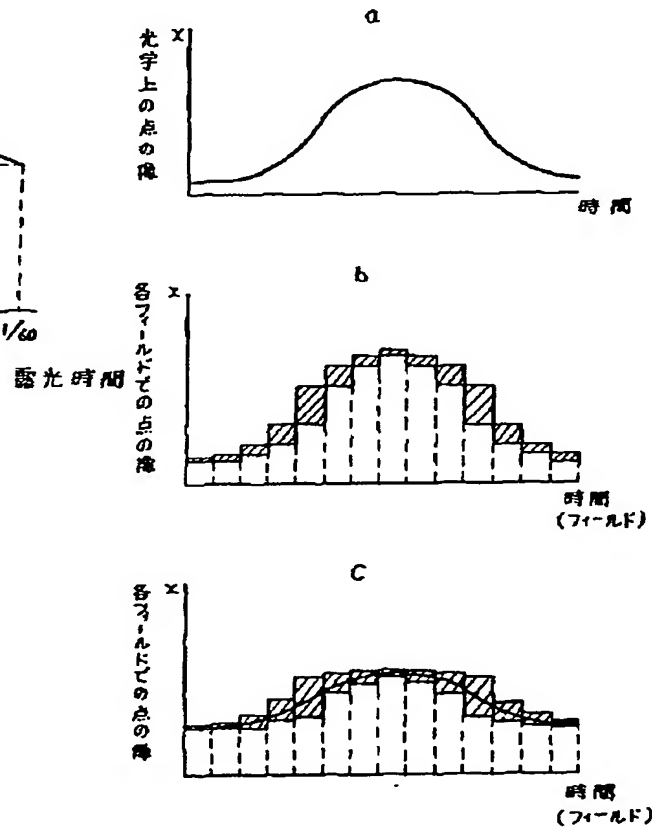 a
x
光学上の点の像
時間
1/60
露光時間
b
x
各フィールドでの点の像
時間
(フィールド)
c
x
各フィールドでの点の像
時間
(フィールド)